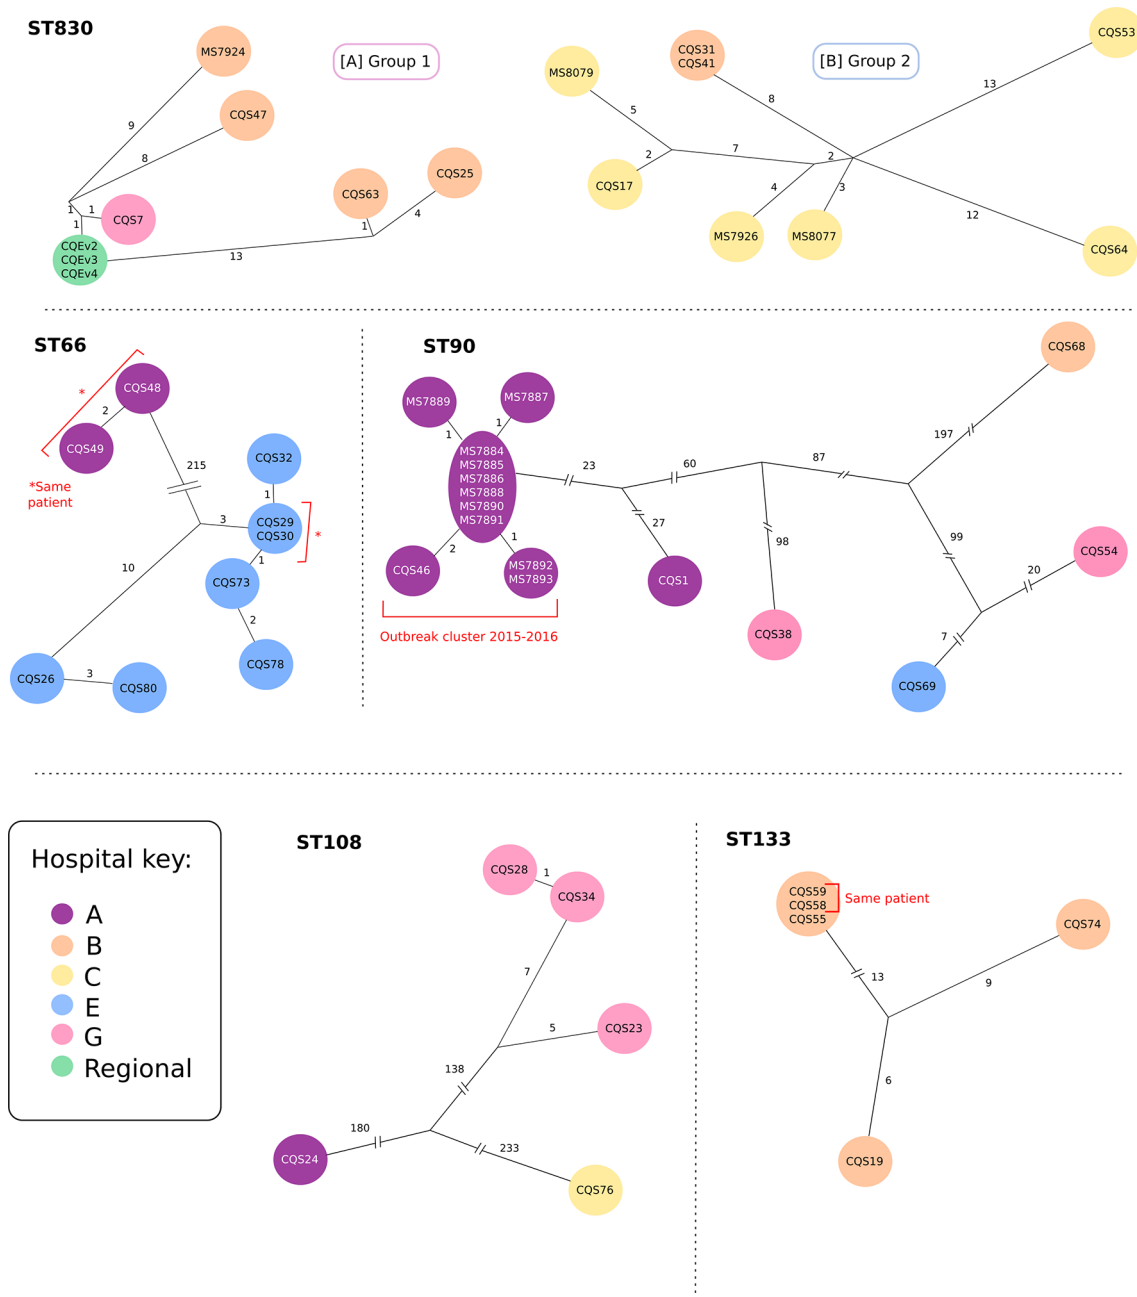 ST830
[A] Group 1
[B] Group 2
MS7924
CQS47
9
8
1
1
1
CQS7
CQEv2
CQEv3
CQEv4
13
CQS63
1
CQS25
4
MS8079
5
CQS17
2
7
CQS31
CQS41
8
2
4
MS7926
3
MS8077
13
CQS53
12
CQS64
ST66
*
CQS48
2
CQS49
*Same
patient
215
CQS32
1
CQS29
CQS30
*
3
1
CQS73
2
CQS78
10
CQS26
3
CQS80
ST90
MS7889
MS7887
1
1
MS7884
MS7885
MS7886
MS7888
MS7890
MS7891
2
1
CQS46
MS7892
MS7893
Outbreak cluster 2015-2016
23
27
CQS1
60
98
CQS38
87
197
CQS68
99
20
CQS54
7
CQS69
Hospital key:
A
B
C
E
G
Regional
ST108
CQS28
1
CQS34
7
5
CQS23
138
180
CQS24
233
CQS76
ST133
CQS59
CQS58
CQS55
Same patient
13
CQS74
9
6
CQS19